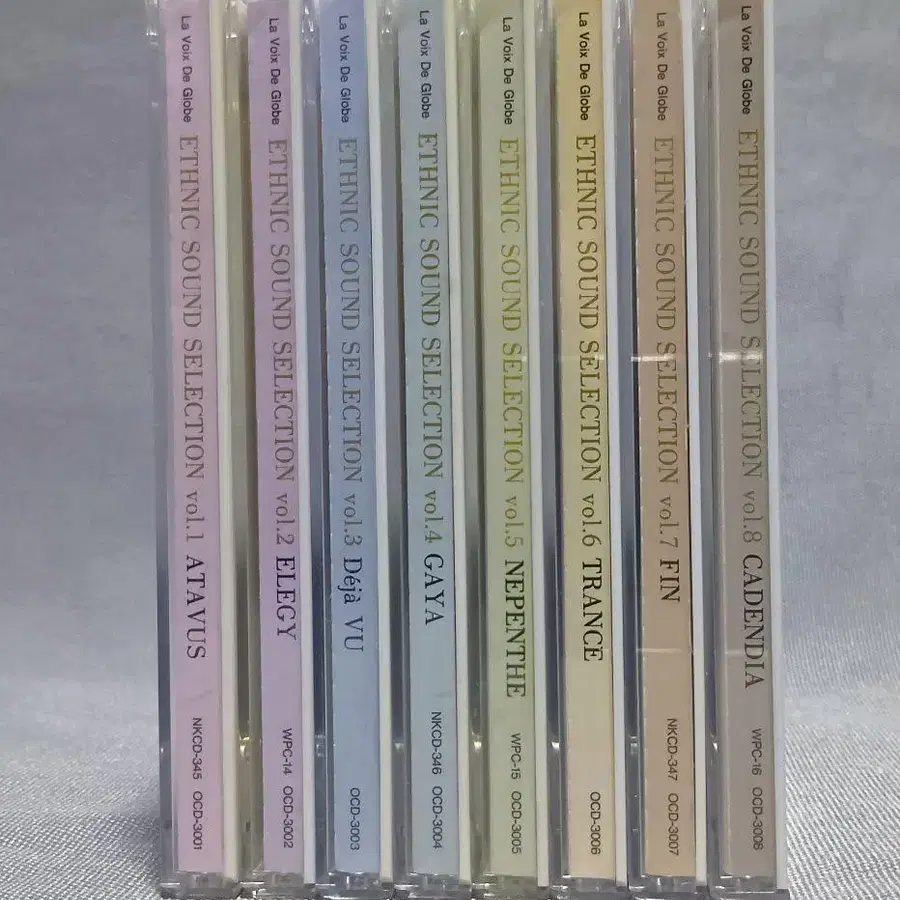 La Voix De Globe ETHNIC SOUND SELECTION vol.1 ATAVUS NKCD-345 OCD-3001
La Voix De Globe ETHNIC SOUND SELECTION vol.2 ELEGY WPC-14 OCD-3002
La Voix De Globe ETHNIC SOUND SELECTION vol.3 Déjà VU OCD-3003
La Voix De Globe ETHNIC SOUND SELECTION vol.4 GAYA NKCD-346 OCD-3004
La Voix De Globe ETHNIC SOUND SELECTION vol.5 NEPENTHE WPC-15 OCD-3005
La Voix De Globe ETHNIC SOUND SELECTION vol.6 TRANCE OCD-3006
La Voix De Globe ETHNIC SOUND SELECTION vol.7 FIN NKCD-347 OCD-3007
La Voix De Globe ETHNIC SOUND SELECTION vol.8 CADENDIA WPC-16 OCD-3008